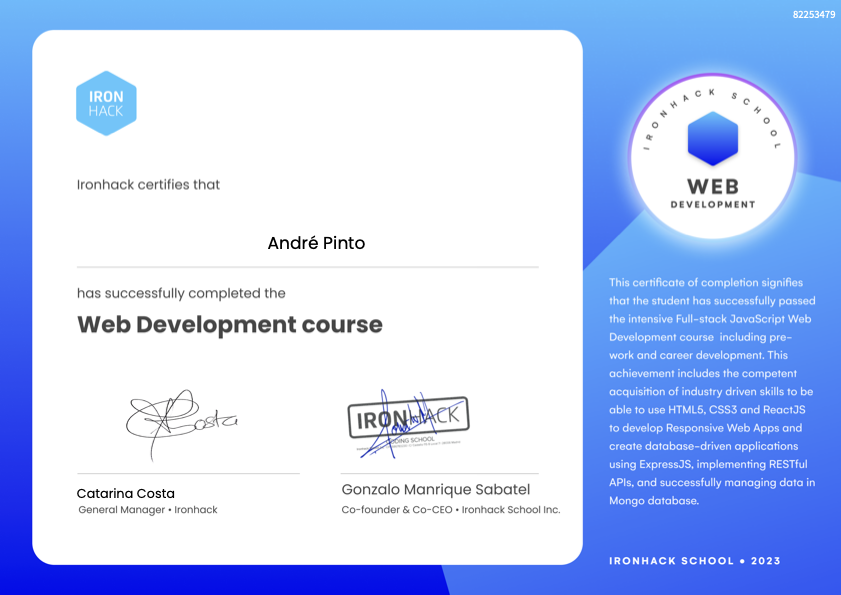 82253479
IRON
HACK
Ironhack certifies that
André Pinto
has successfully completed the
Web Development course
Costa
IRONHACK
CODING SCHOOL
Catarina Costa
General Manager • Ironhack
Gonzalo Manrique Sabatel
Co-founder & Co-CEO • Ironhack School Inc.
IRONHACK SCHOOL
WEB
DEVELOPMENT
This certificate of completion signifies
that the student has successfully passed
the intensive Full-stack JavaScript Web
Development course including pre-
work and career development. This
achievement includes the competent
acquisition of industry driven skills to be
able to use HTML5, CSS3 and ReactJS
to develop Responsive Web Apps and
create database-driven applications
using ExpressJS, implementing RESTful
APIs, and successfully managing data in
Mongo database.
IRONHACK SCHOOL • 2023